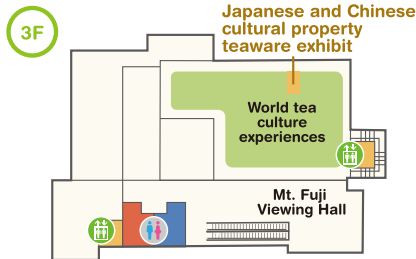 3F
Japanese and Chinese
cultural property
teaware exhibit
World tea
culture
experiences
Mt. Fuji
Viewing Hall